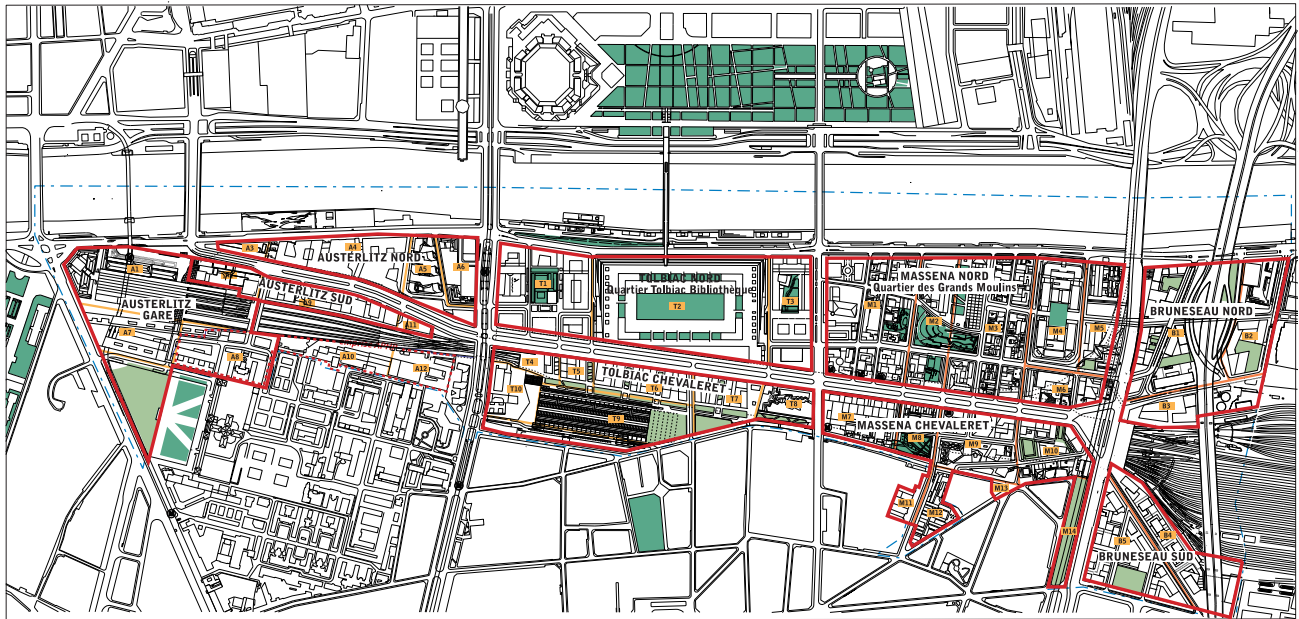 A3
A4
AUSTERLITZ NORD
A5
A6
A1
AUSTERLITZ SUD
AUSTERLITZ
GARE
A7
A11
A8
A10
A12
T1
TOLBIAC NORD
Quartier Tolbiac Bibliothèque
T2
T3
T4
T5
TOLBIAC CHEVALERET
T10
T6
T7
T8
T9
MASSENA NORD
Quartier des Grands Moulins
M1
M2
M3
M4
M5
M6
M7
MASSENA CHEVALERET
M8
M9
M10
M11
M12
M13
M14
BRUNESEAU NORD
B1
B2
B3
B4
B5
BRUNESEAU SUD